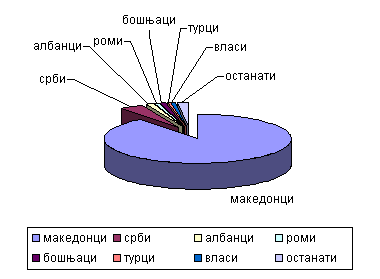 бошњаци
роми
турци
албанци
власи
срби
останати
македонци
македонци срби албанци роми
бошњаци турци власи останати